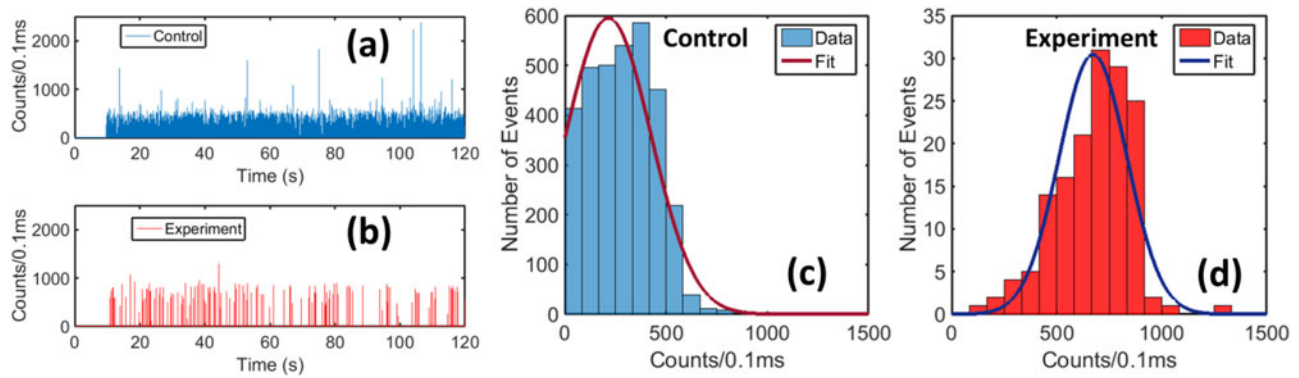 Counts/0.1ms
2000
1000
0
Control
(a)
0 20 40 60 80 100 120
Time (s)
Counts/0.1ms
2000
1000
0
Experiment
(b)
0 20 40 60 80 100 120
Time (s)
Number of Events
600
500
400
300
200
100
0
Control
Data
Fit
(c)
0 500 1000 1500
Counts/0.1ms
Number of Events
35
30
25
20
15
10
5
0
Experiment
Data
Fit
(d)
0 500 1000 1500
Counts/0.1ms